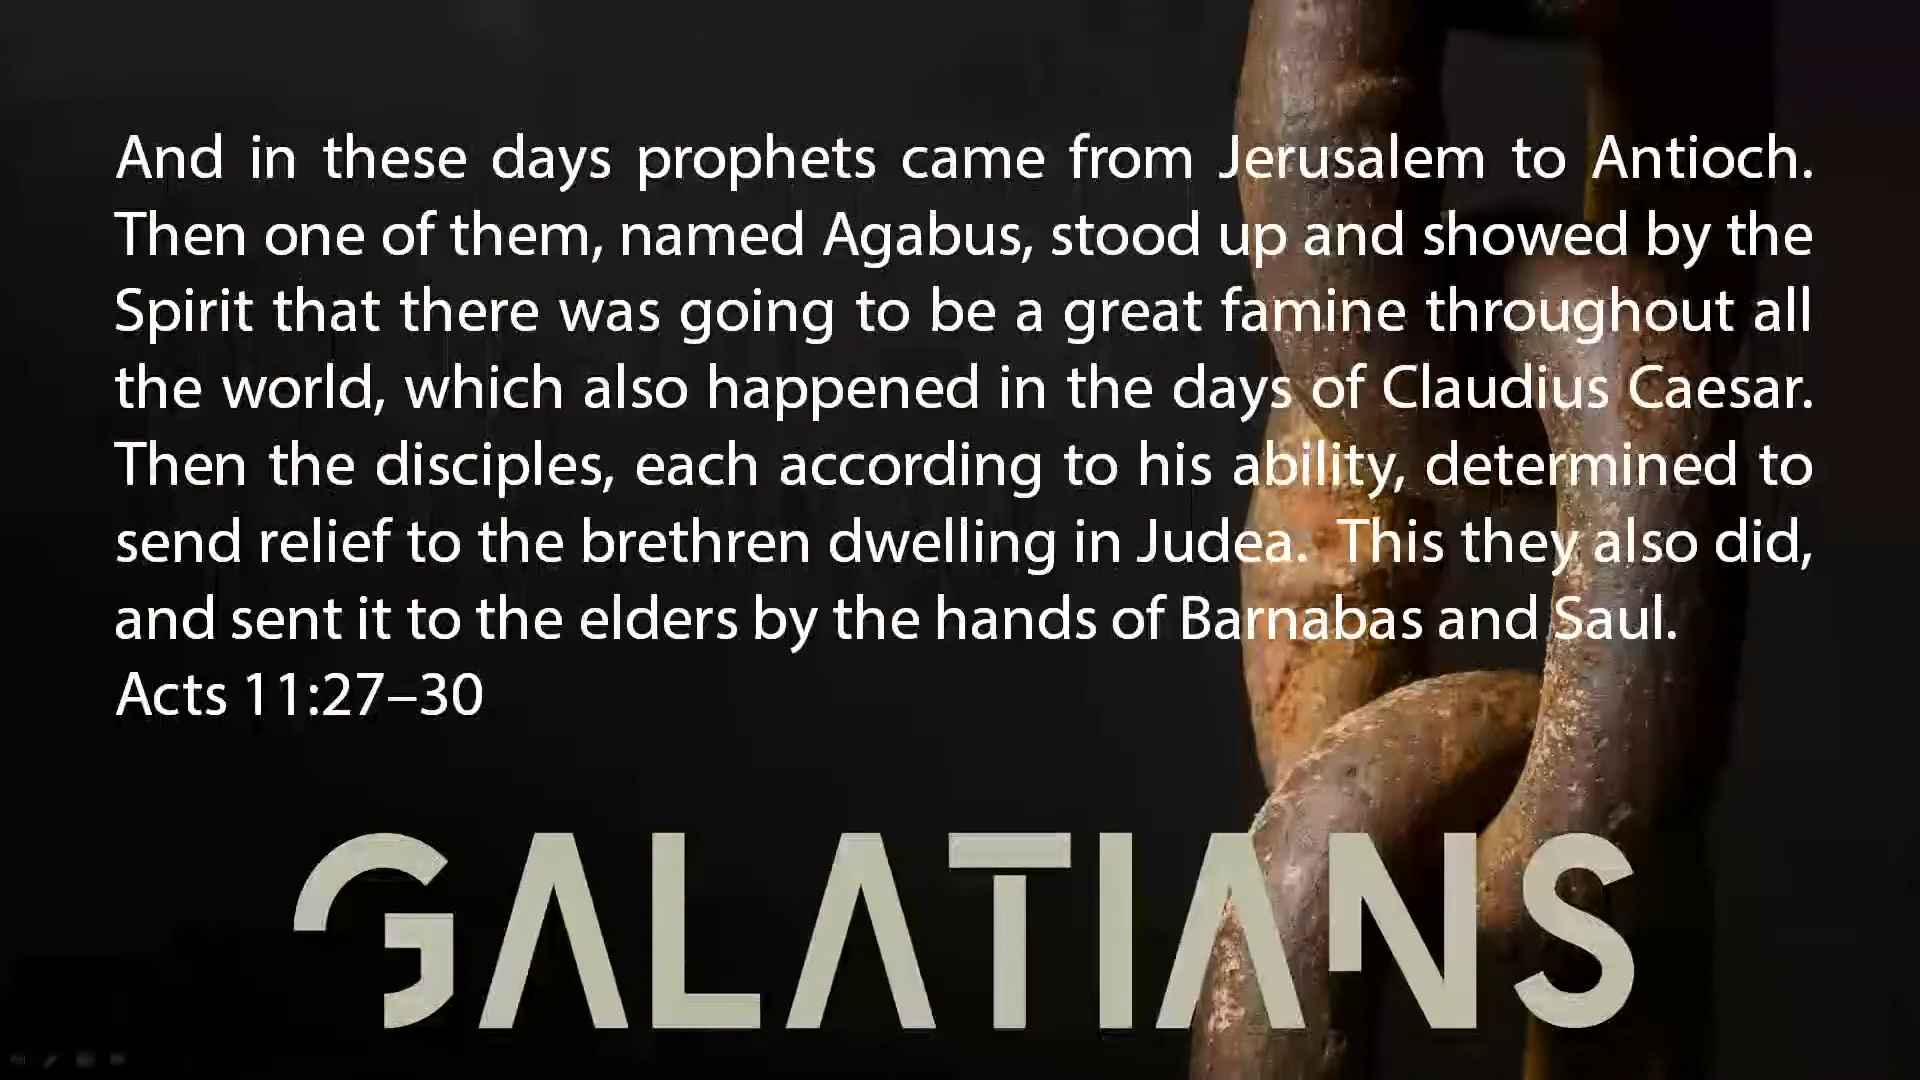 And in these days prophets came from Jerusalem to Antioch.
Then one of them, named Agabus, stood up and showed by the
Spirit that there was going to be a great famine throughout all
the world, which also happened in the days of Claudius Caesar.
Then the disciples, each according to his ability, determined to
send relief to the brethren dwelling in Judea.  This they also did,
and sent it to the elders by the hands of Barnabas and Saul.
Acts 11:27–30
GALATIANS